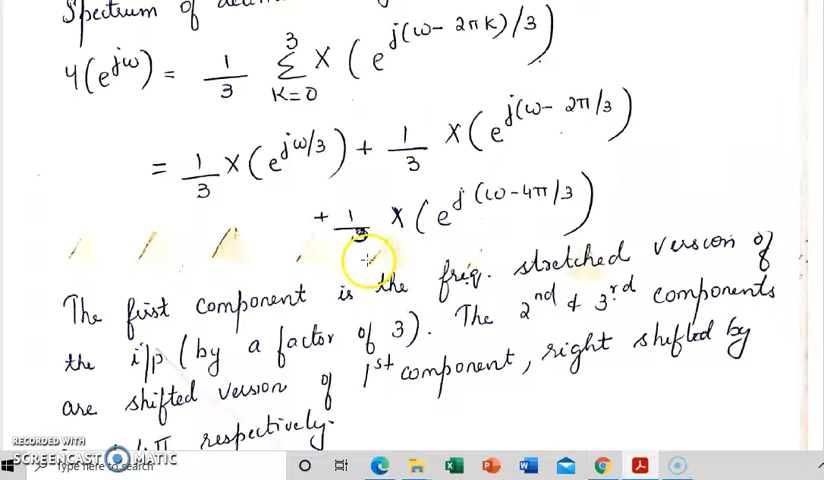 Spectrum of
Y(e^{jω}) = 1/3 Σ_{K=0}^{3} X(e^{j(ω-2πK)/3})
= 1/3 X(e^{jω/3}) + 1/3 X(e^{j(ω-2π/3})
+ 1/3 X(e^{j(ω-4π/3})
The first component is the freq. stretched version of
the i/p (by a factor of 3). The 2nd & 3rd components
are shifted version of 1st component, right shifted by
4π respectively.
RECORDED WITH
SCREENCAST MATIC
Type here to search